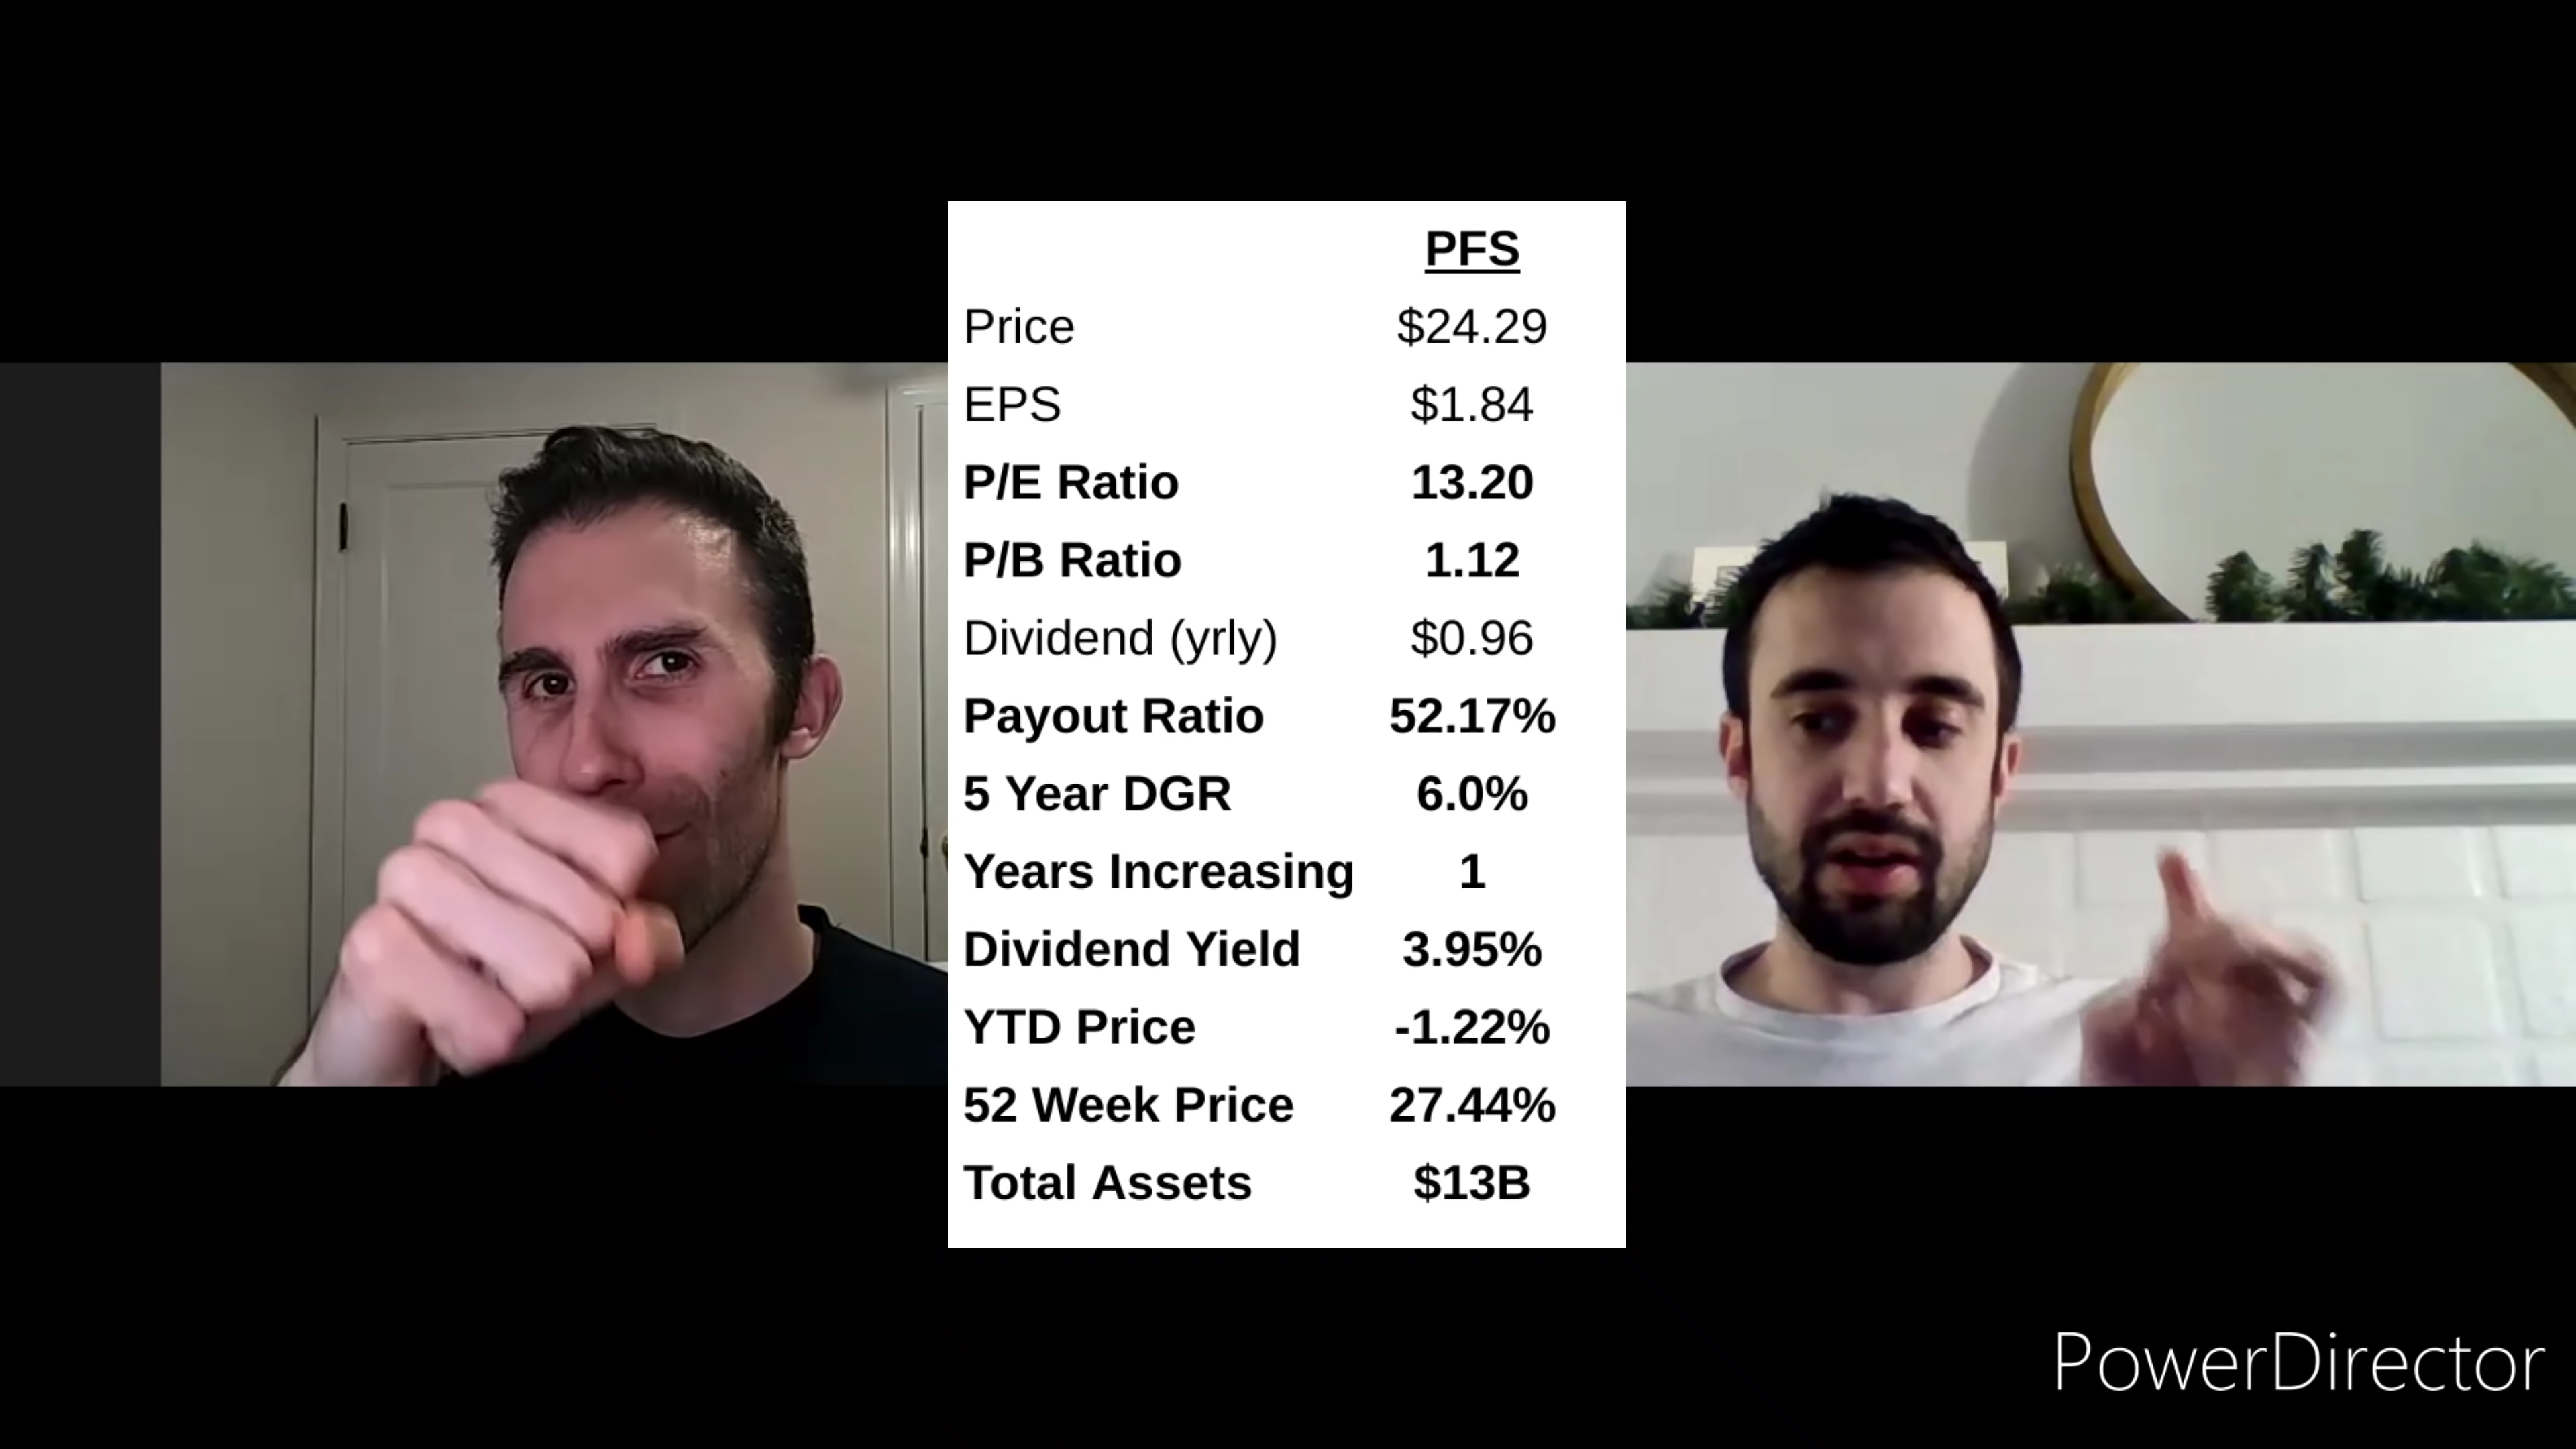 PFS
Price $24.29
EPS $1.84
P/E Ratio 13.20
P/B Ratio 1.12
Dividend (yrly) $0.96
Payout Ratio 52.17%
5 Year DGR 6.0%
Years Increasing 1
Dividend Yield 3.95%
YTD Price -1.22%
52 Week Price 27.44%
Total Assets $13B
PowerDirector